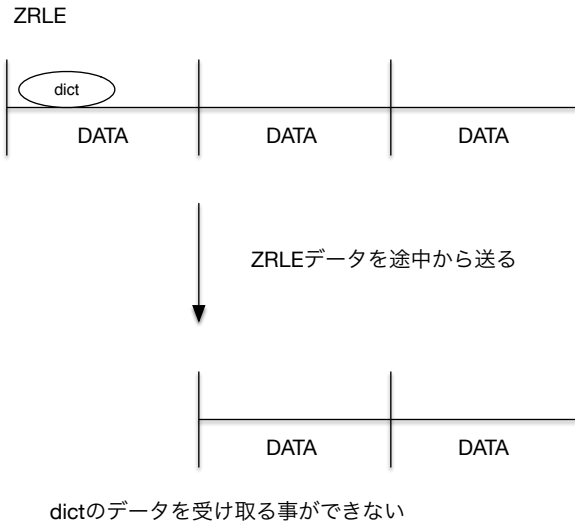 ZRLE
dict
DATA DATA DATA
ZRLEデータを途中から送る
DATA DATA
dictのデータを受け取る事ができない